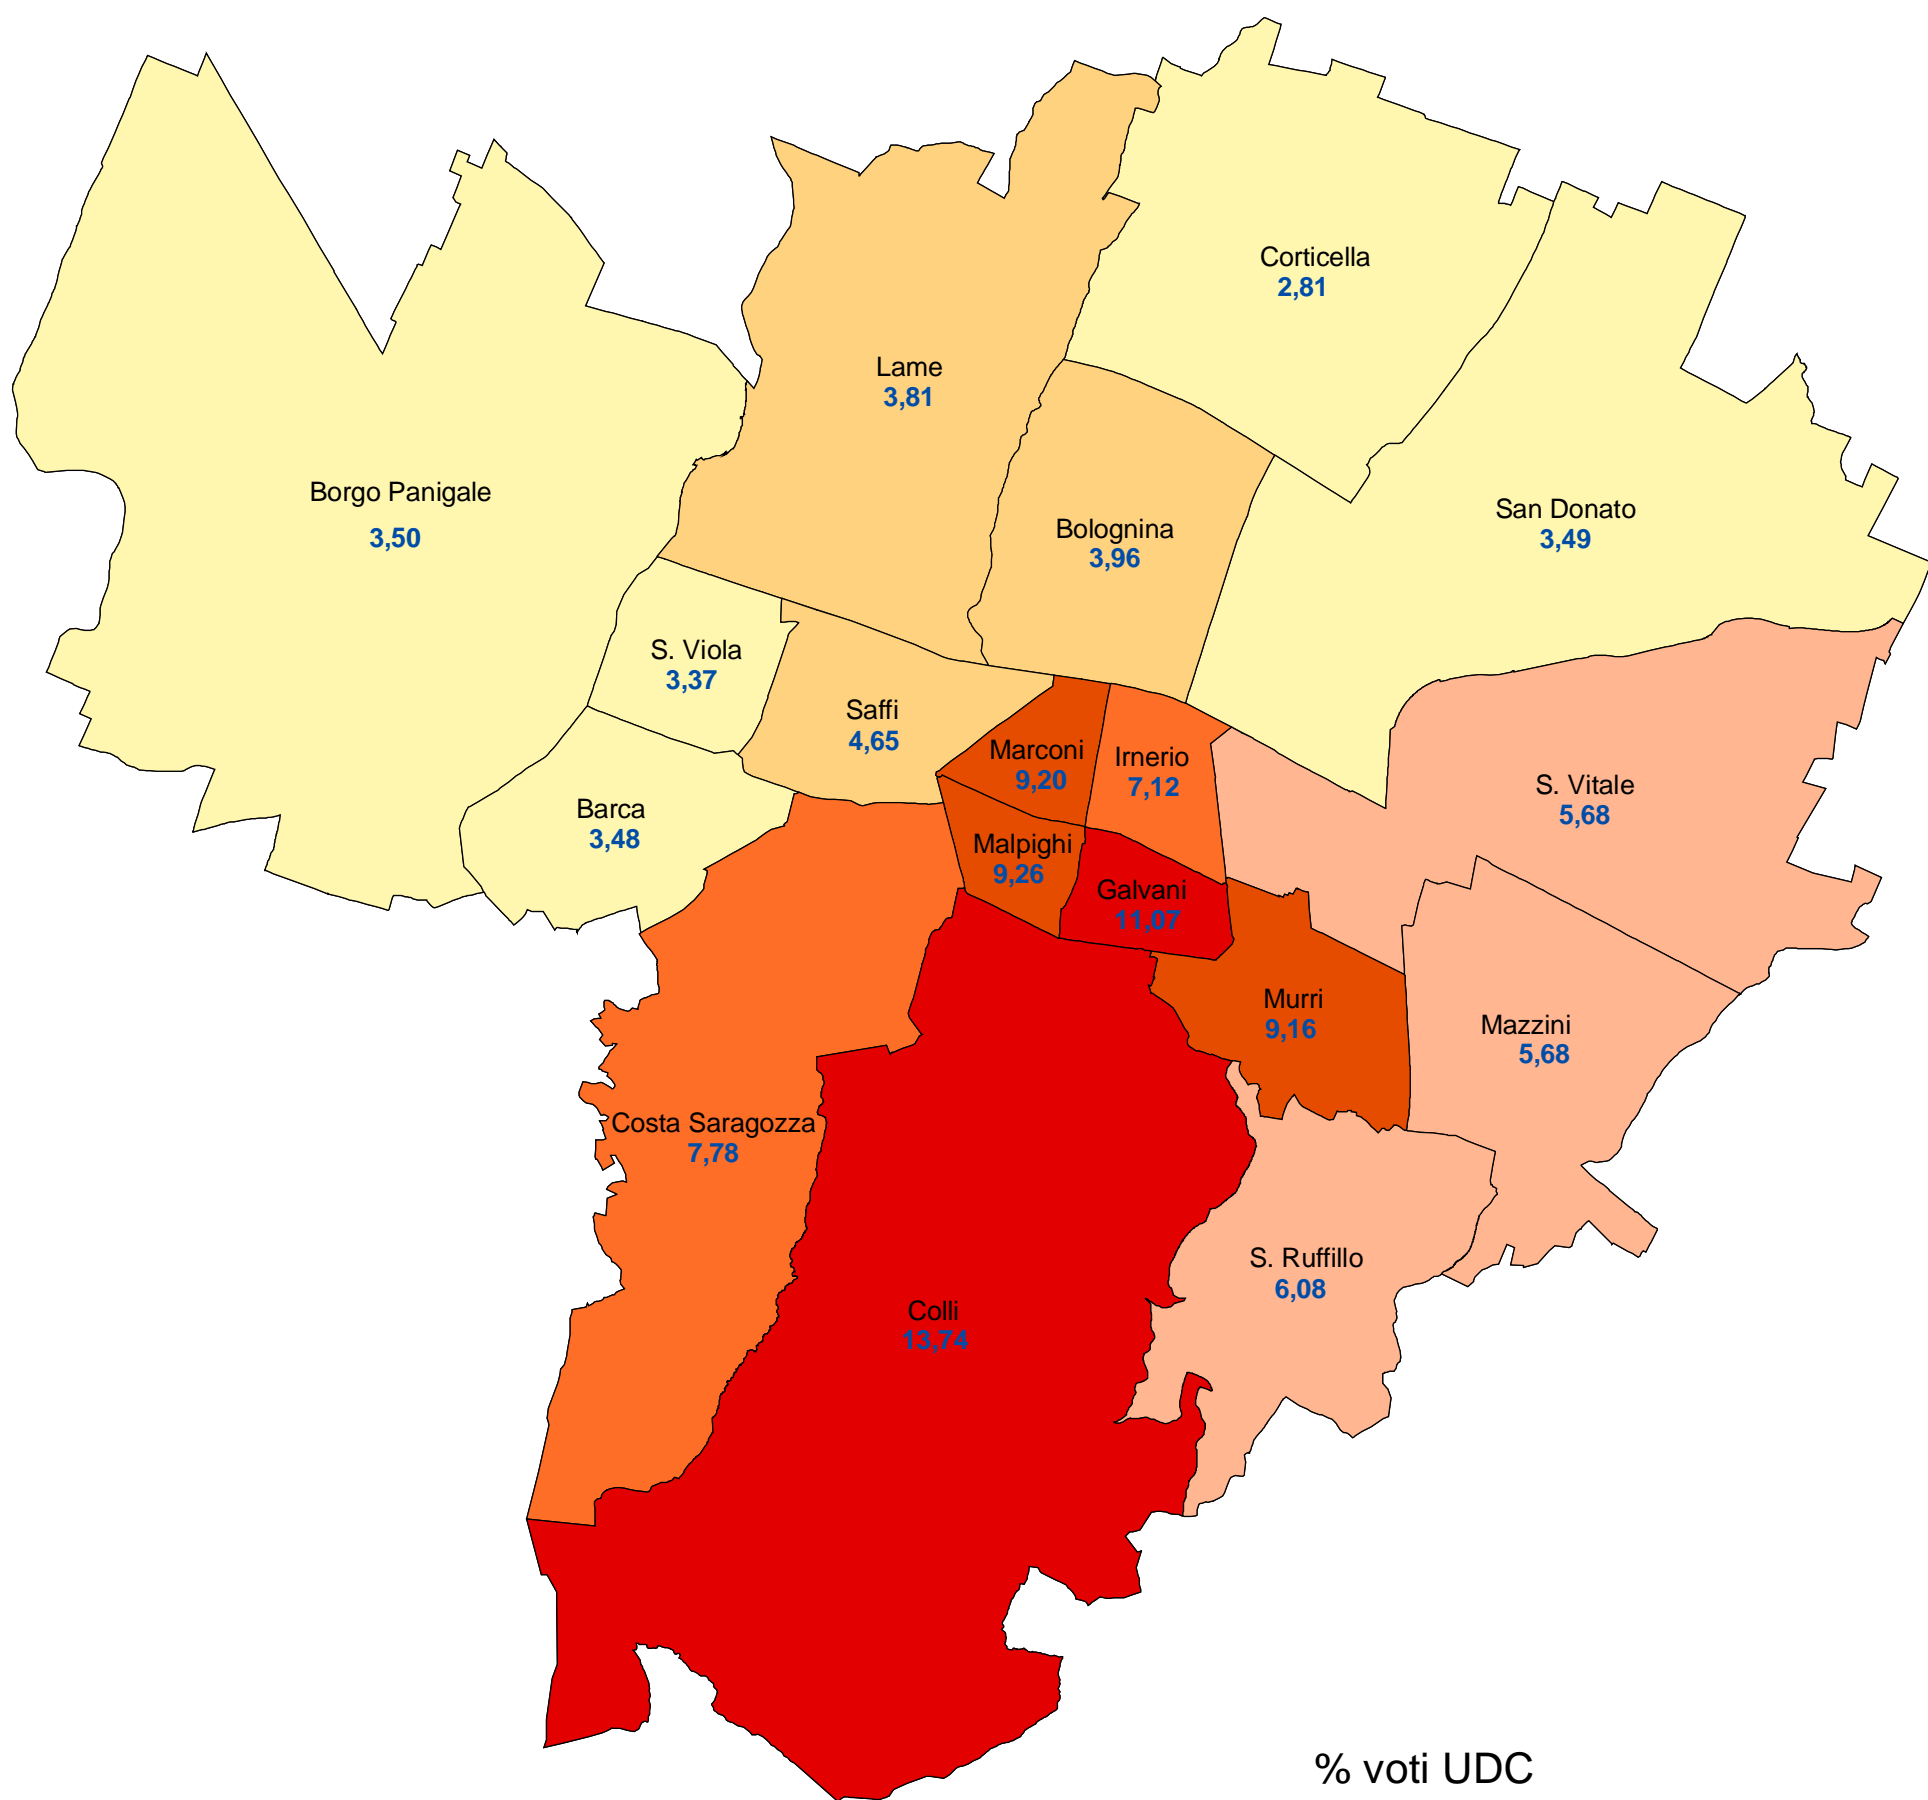 Corticella
2,81
Lame
3,81
Borgo Panigale
3,50
San Donato
3,49
Bolognina
3,96
S. Viola
3,37
Saffi
4,65
Marconi
9,20
Irnerio
7,12
S. Vitale
5,68
Barca
3,48
Malpighi
9,26
Galvani
11,07
Murri
9,16
Mazzini
5,68
Costa Saragozza
7,78
S. Ruffillo
6,08
Colli
13,74
% voti UDC